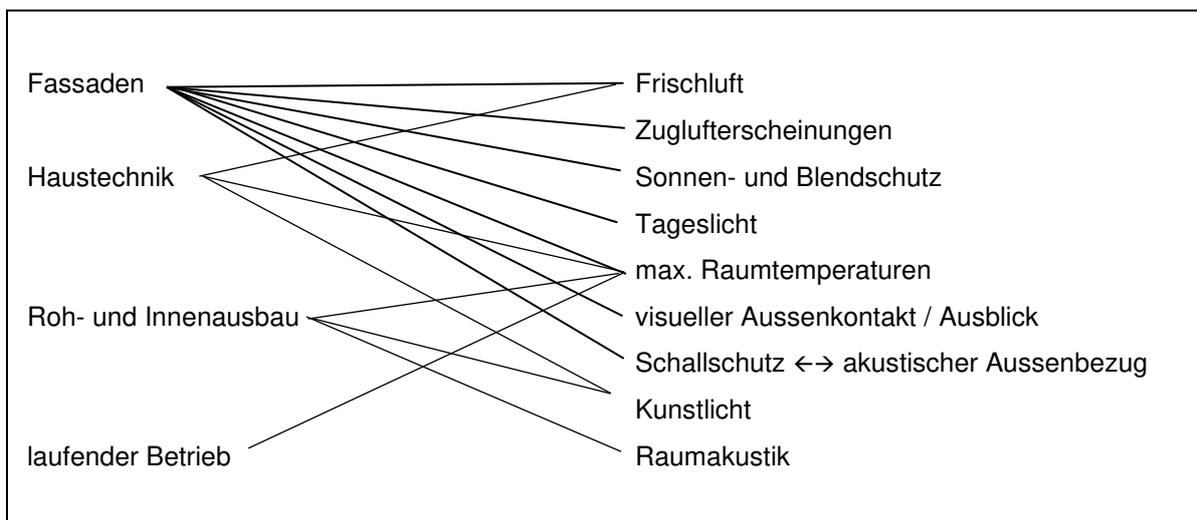 Fassaden
Haustechnik
Roh- und Innenausbau
laufender Betrieb
Frischluft
Zuglufterscheinungen
Sonnen- und Blendschutz
Tageslicht
max. Raumtemperaturen
visueller Aussenkontakt / Ausblick
Schallschutz ←→ akustischer Aussenbezug
Kunstlicht
Raumakustik